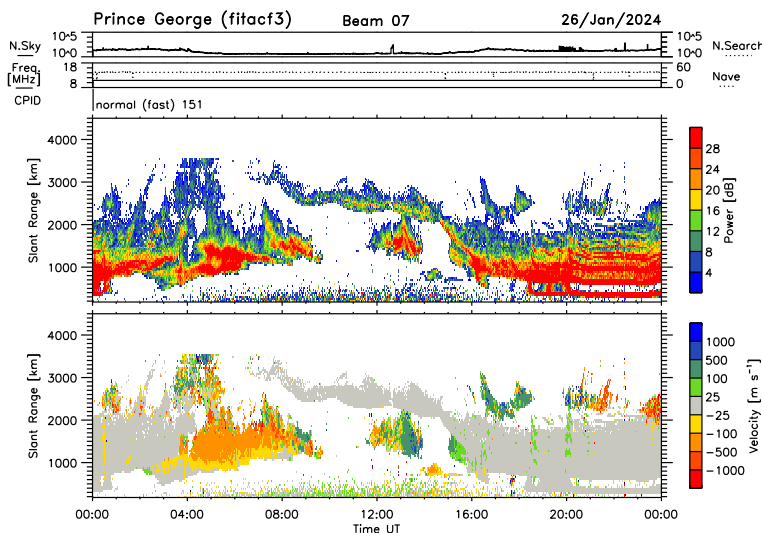 Prince George (fitacf3) Beam 07 26/Jan/2024
N.Sky 10^5 10^0 10^5 10^0 N.Search
Freq. [MHz] 18 8 60 0 Nave
CPID normal (fast) 151
Slant Range [km] 4000 3000 2000 1000
28 24 20 16 12 8 4 Power [dB]
Slant Range [km] 4000 3000 2000 1000
1000 500 100 25 −25 −100 −500 −1000 Velocity [m s⁻¹]
00:00 04:00 08:00 12:00 16:00 20:00 00:00
Time UT